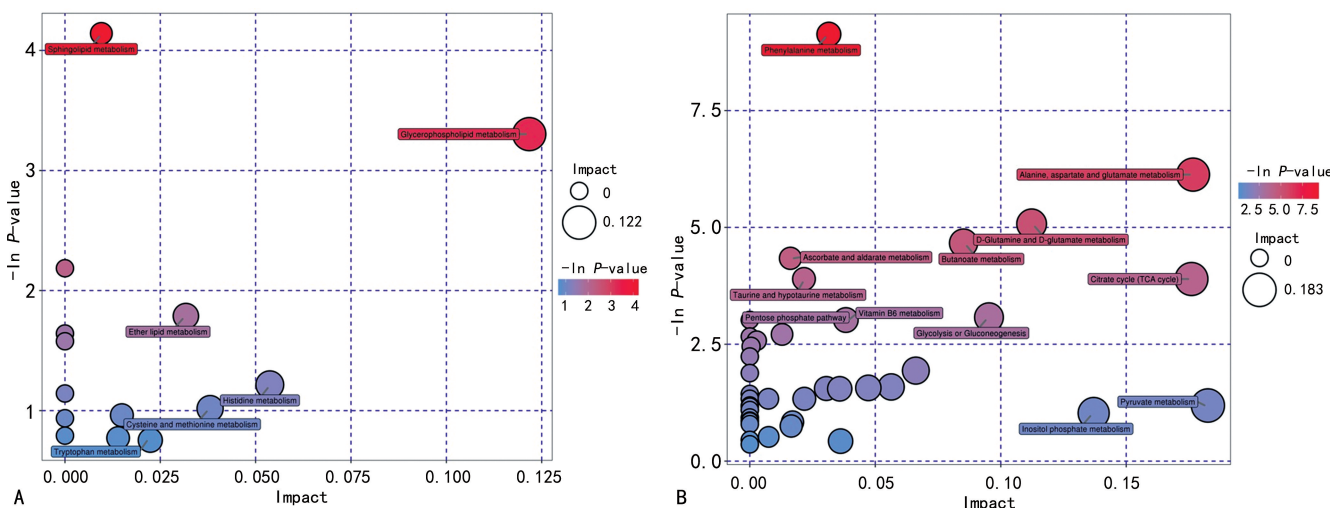 4
3
2
1
−ln P−value
Sphingolipid metabolism
Glycerophospholipid metabolism
Ether lipid metabolism
Histidine metabolism
Cysteine and methionine metabolism
Tryptophan metabolism
0.000
0.025
0.050
0.075
0.100
0.125
Impact
A
Impact
0
0.122
−ln P−value
1 2 3 4
7.5
5.0
2.5
0.0
−ln P−value
Phenylalanine metabolism
Alanine, aspartate and glutamate metabolism
D-Glutamine and D-glutamate metabolism
Butanoate metabolism
Ascorbate and aldarate metabolism
Citrate cycle (TCA cycle)
Taurine and hypotaurine metabolism
Vitamin B6 metabolism
Pentose phosphate pathway
Glycolysis or Gluconeogenesis
Pyruvate metabolism
Inositol phosphate metabolism
0.00
0.05
0.10
0.15
Impact
B
−ln P−value
2.5 5.0 7.5
Impact
0
0.183